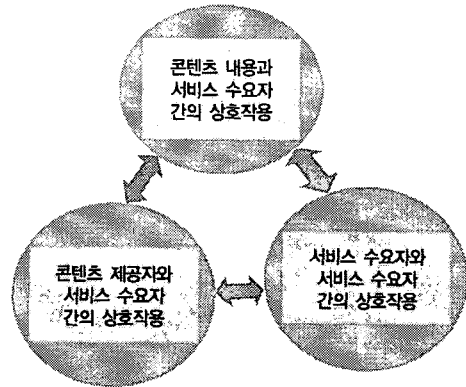 콘텐츠 내용과
서비스 수요자
간의 상호작용
콘텐츠 제공자와
서비스 수요자
간의 상호작용
서비스 수요자와
서비스 수요자
간의 상호작용